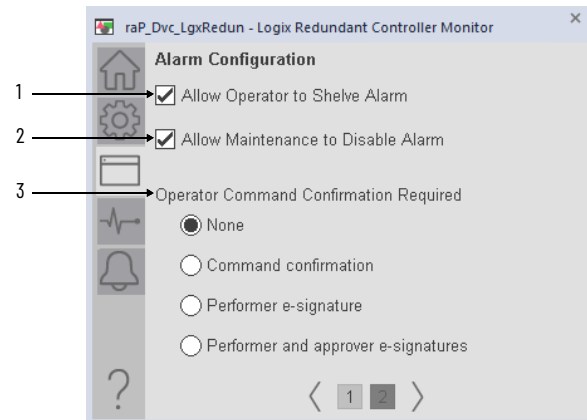 raP_Dvc_LgxRedun - Logix Redundant Controller Monitor
Alarm Configuration
1
Allow Operator to Shelve Alarm
2
Allow Maintenance to Disable Alarm
3
Operator Command Confirmation Required
None
Command confirmation
Performer e-signature
Performer and approver e-signatures
?
1 2